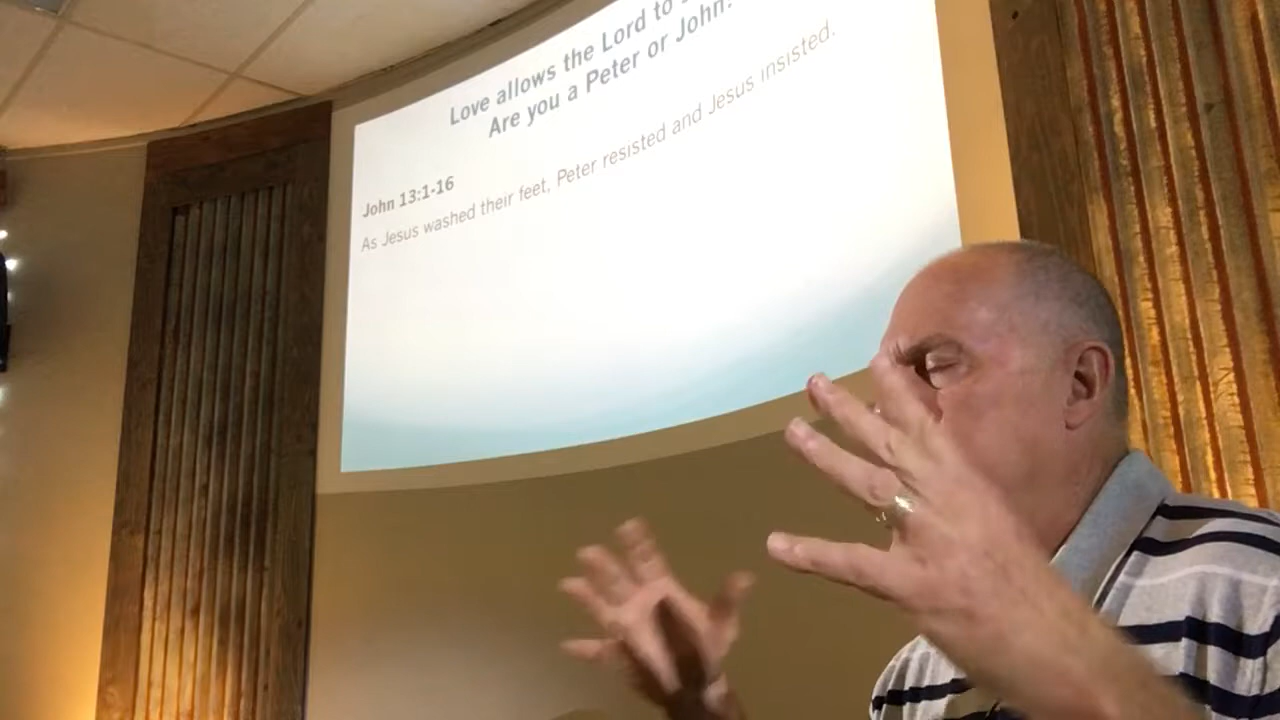 Love allows the Lord to
Are you a Peter or John?
John 13:1-16
As Jesus washed their feet, Peter resisted and Jesus insisted.